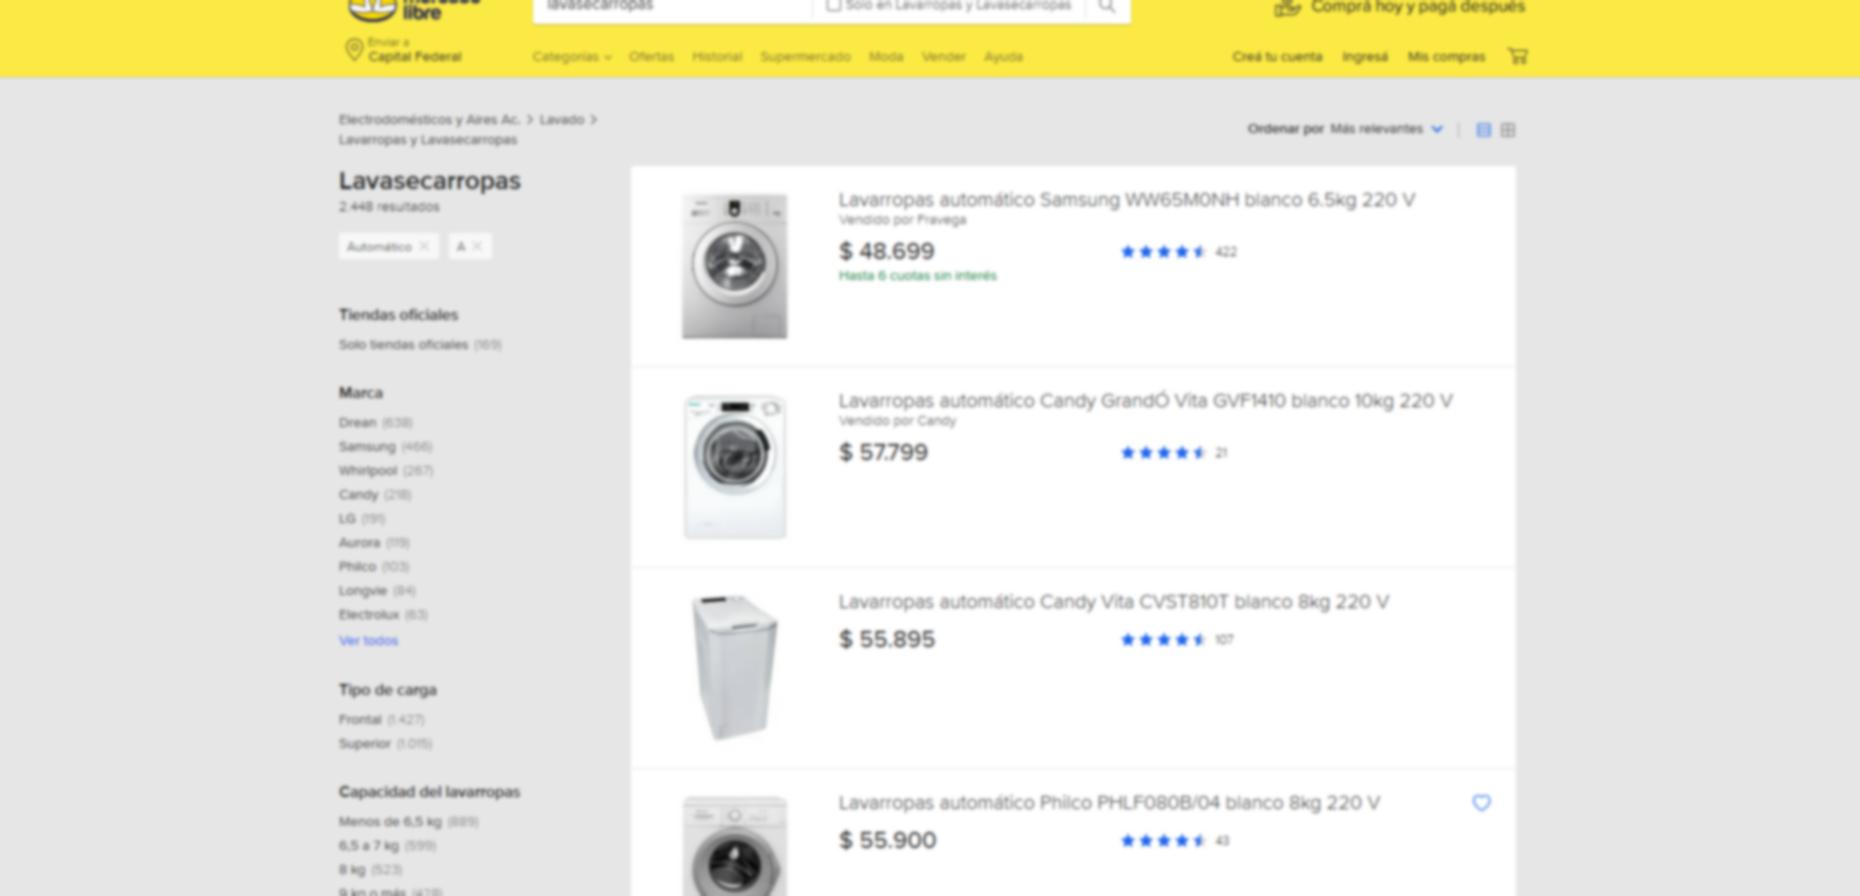 mercado
libre
lavasecarropas
Solo en Lavarropas y Lavasecarropas
Comprá hoy y pagá después
Enviar a
Capital Federal
Categorías Ofertas Historial Supermercado Moda Vender Ayuda
Creá tu cuenta Ingresá Mis compras
Electrodomésticos y Aires Ac. > Lavado >
Lavarropas y Lavasecarropas
Ordenar por Más relevantes
Lavasecarropas
2.448 resultados
Automático ×
A ×
Tiendas oficiales
Solo tiendas oficiales (169)
Marca
Drean (638)
Samsung (466)
Whirlpool (267)
Candy (218)
LG (191)
Aurora (119)
Philco (103)
Longvie (84)
Electrolux (63)
Ver todos
Tipo de carga
Frontal (1.427)
Superior (1.015)
Capacidad del lavarropas
Menos de 6,5 kg (889)
6,5 a 7 kg (599)
8 kg (523)
9 kg o más (428)
Lavarropas automático Samsung WW65M0NH blanco 6.5kg 220 V
Vendido por Fravega
$ 48.699
422
Hasta 6 cuotas sin interés
Lavarropas automático Candy GrandÓ Vita GVF1410 blanco 10kg 220 V
Vendido por Candy
$ 57.799
21
Lavarropas automático Candy Vita CVST810T blanco 8kg 220 V
$ 55.895
107
Lavarropas automático Philco PHLF080B/04 blanco 8kg 220 V
$ 55.900
43